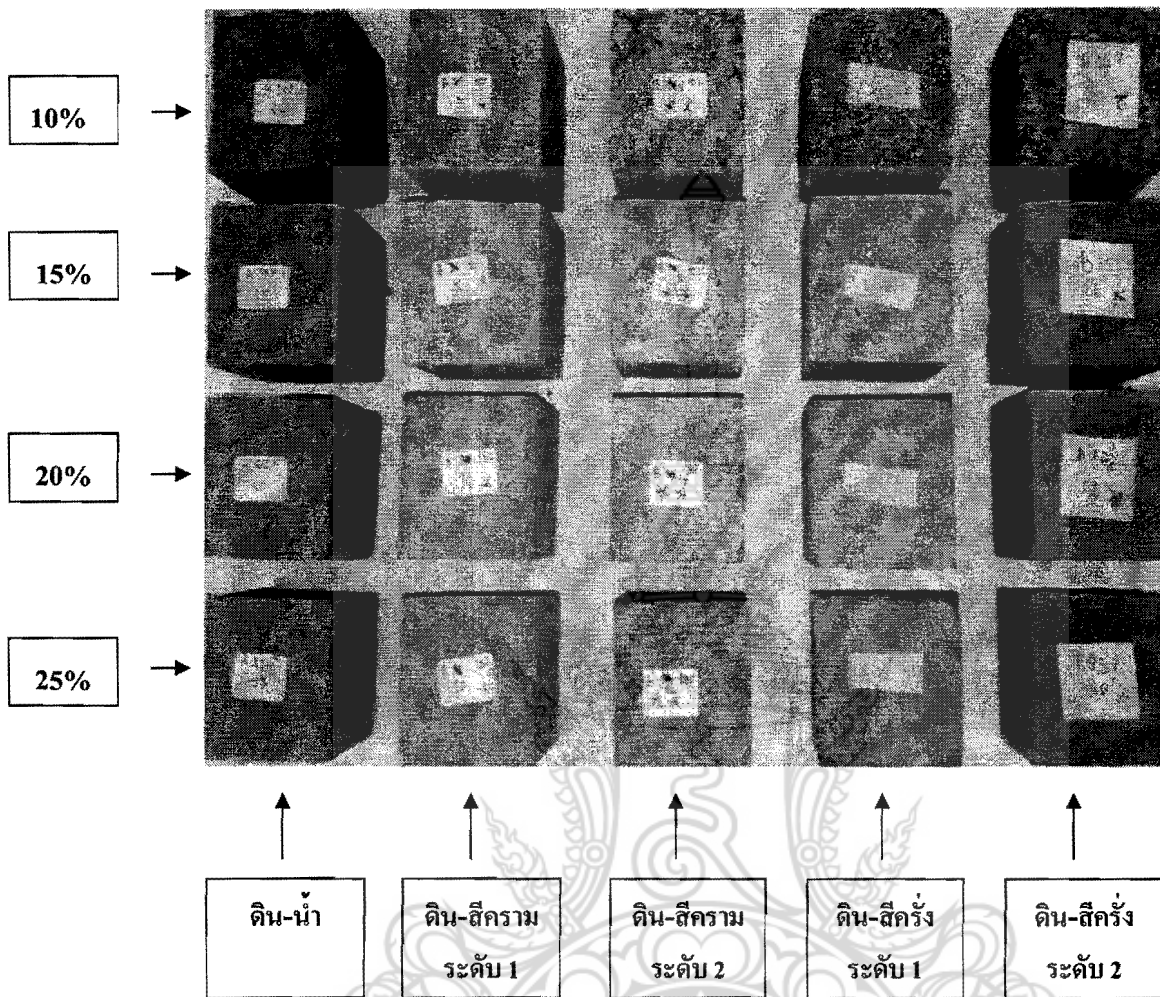 10%
15%
20%
25%
ดิน-น้ำ
ดิน-สีคราม
ระดับ 1
ดิน-สีคราม
ระดับ 2
ดิน-สีครั่ง
ระดับ 1
ดิน-สีครั่ง
ระดับ 2